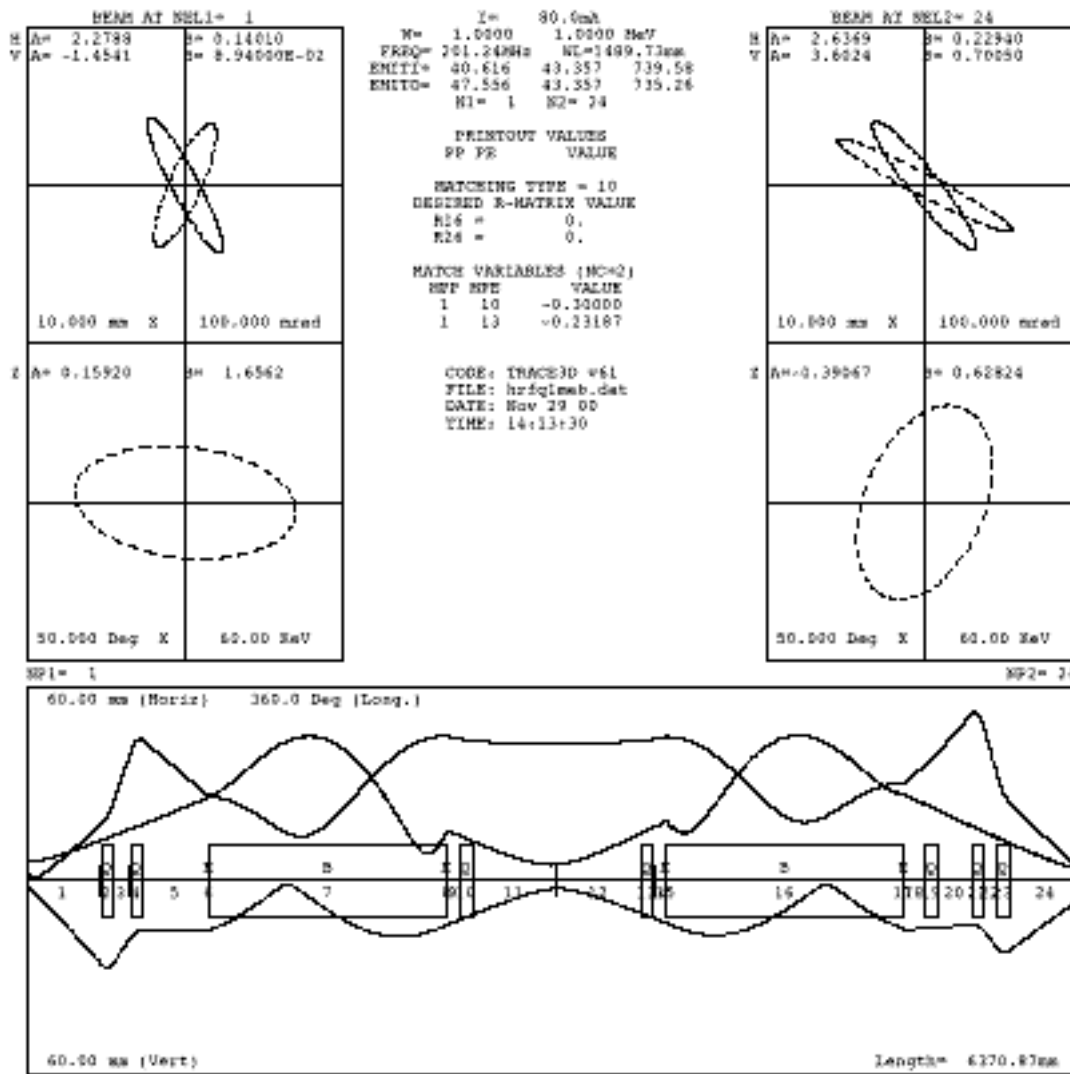 BEAM AT NEL1= 1
H A= 2.2788 B= 0.14010
V A= -1.4541 B= 8.94000E-02
10.000 mm X 100.000 mrad
Z A= 0.15920 B= 1.6562
50.000 Deg X 60.00 KeV
NP1= 1
I= 80.0mA
W= 1.0000 1.0000 MeV
FREQ= 201.24MHz WL=1489.73mm
EMITI= 40.616 43.357 739.58
EMITO= 47.556 43.357 735.26
N1= 1 N2= 24
PRINTOUT VALUES
PP PE VALUE
MATCHING TYPE = 10
DESIRED R-MATRIX VALUE
R16 = 0.
R26 = 0.
MATCH VARIABLES (NC=2)
MPP MPE VALUE
1 10 -0.30000
1 13 -0.23187
CODE: TRACE3D v61
FILE: hrfq1meb.dat
DATE: Nov 29 00
TIME: 14:13:30
BEAM AT NEL2= 24
H A= 2.6369 B= 0.22940
V A= 3.6024 B= 0.70050
10.000 mm X 100.000 mrad
Z A=-0.39067 B= 0.62824
50.000 Deg X 60.00 KeV
NP2= 24
60.00 mm (Horiz) 360.0 Deg (Long.)
B B
1 2 3 4 5 6 7 11 12 16 20 24
60.00 mm (Vert)
Length= 6370.87mm